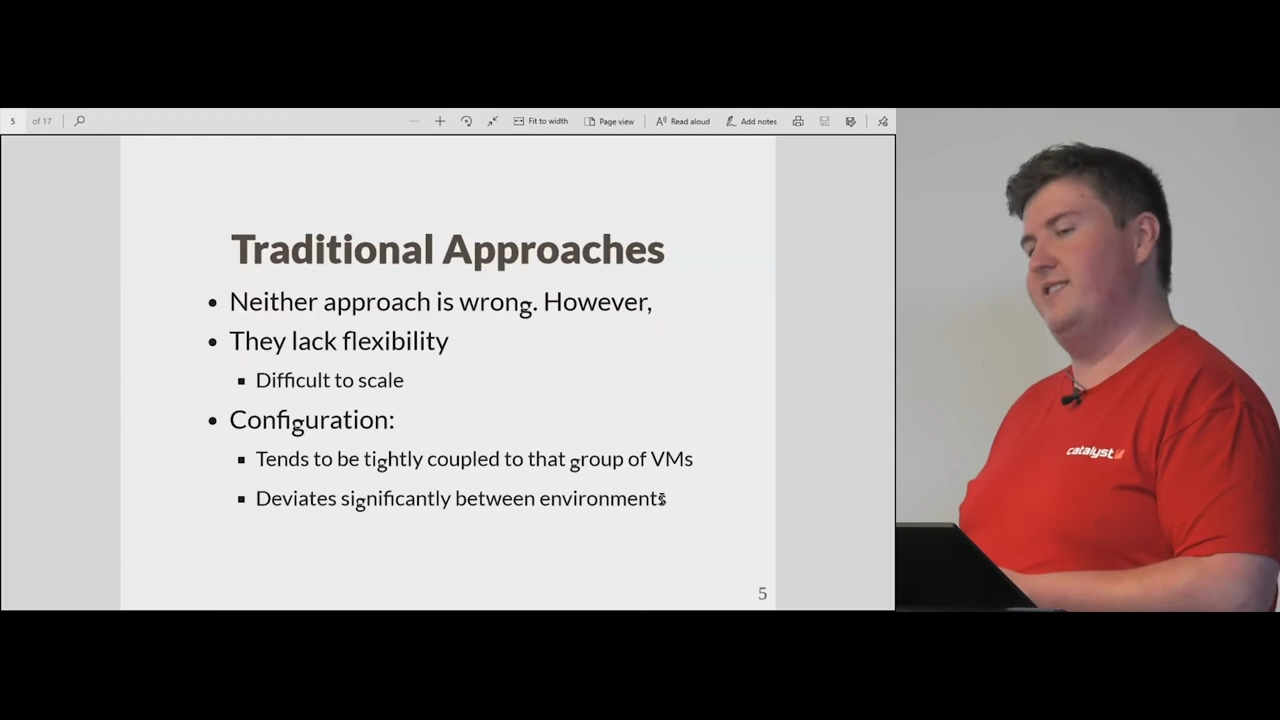 5 of 17 Fit to width Page view Read aloud Add notes
Traditional Approaches
• Neither approach is wrong. However,
• They lack flexibility
▪ Difficult to scale
• Configuration:
▪ Tends to be tightly coupled to that group of VMs
▪ Deviates significantly between environments
5
catalyst